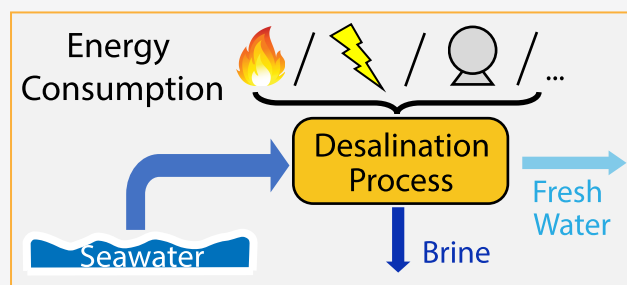 Energy
Consumption
/ / / ...
Desalination
Process
Fresh
Water
Seawater
Brine